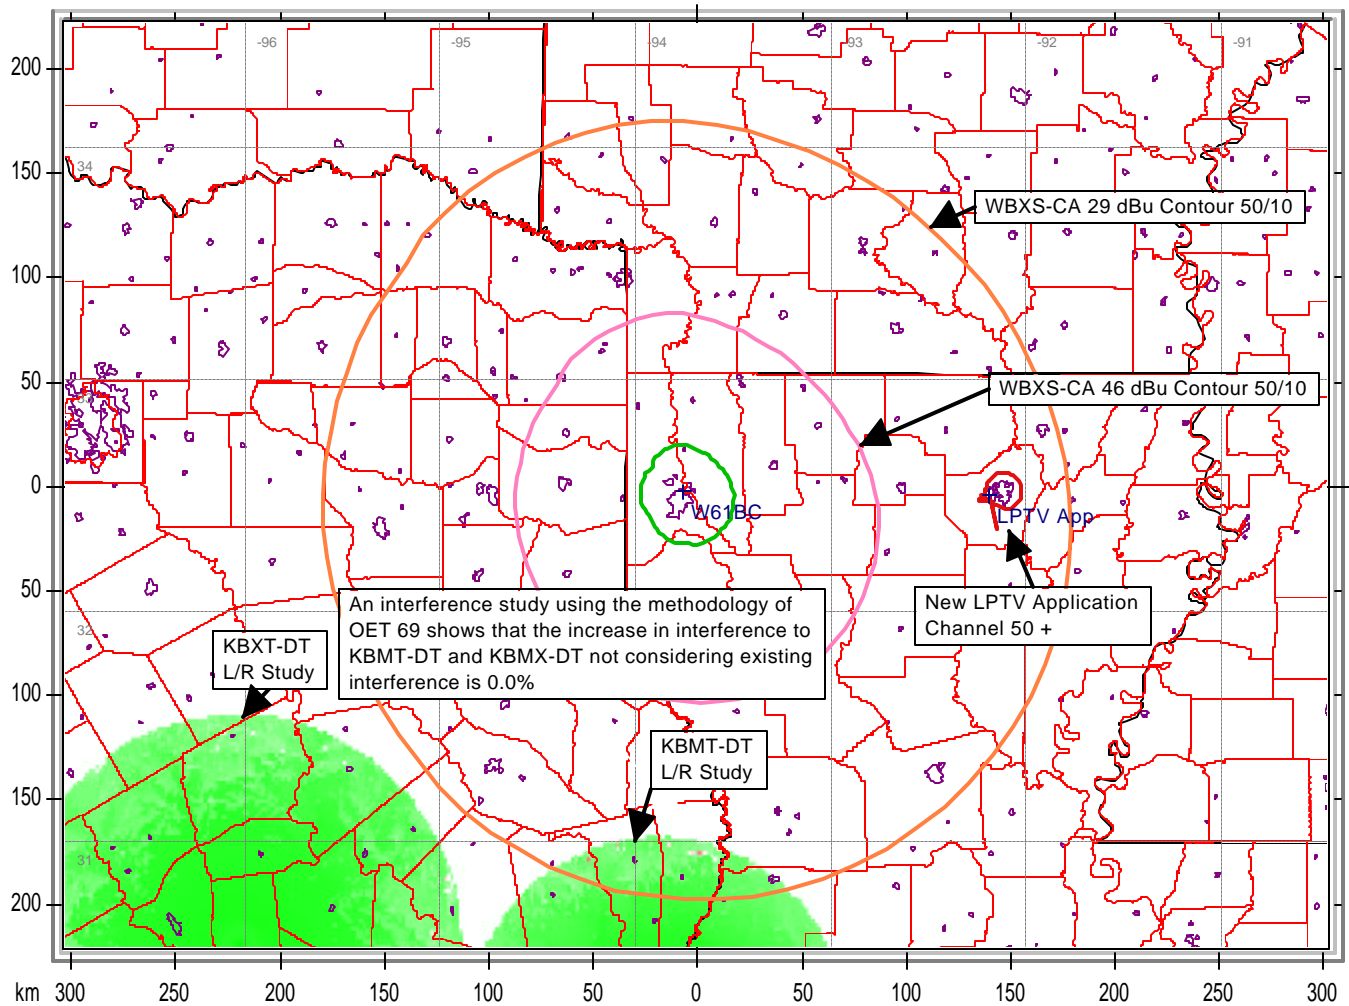 -96 -95 -94 -93 -92 -91
200
34
150
WBXS-CA 29 dBu Contour 50/10
100
50
WBXS-CA 46 dBu Contour 50/10
33
0
W61BC
LPTV App
50
New LPTV Application
Channel 50 +
An interference study using the methodology of
OET 69 shows that the increase in interference to
KBMT-DT and KBMX-DT not considering existing
interference is 0.0%
32
KBXT-DT
L/R Study
100
KBMT-DT
L/R Study
150
31
200
km 300 250 200 150 100 50 0 50 100 150 200 250 300